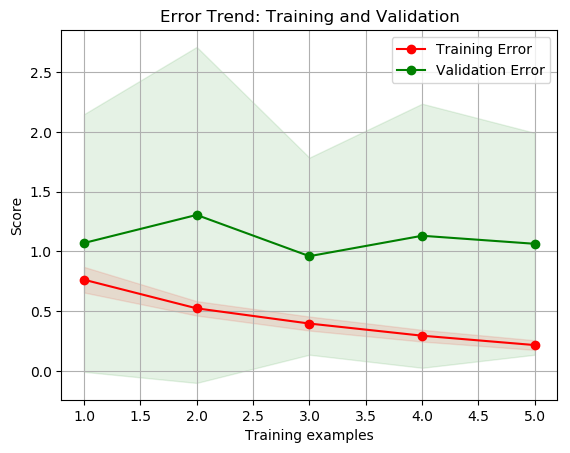 Error Trend: Training and Validation
Training Error
Validation Error
2.5
2.0
1.5
1.0
0.5
0.0
Score
1.0 1.5 2.0 2.5 3.0 3.5 4.0 4.5 5.0
Training examples